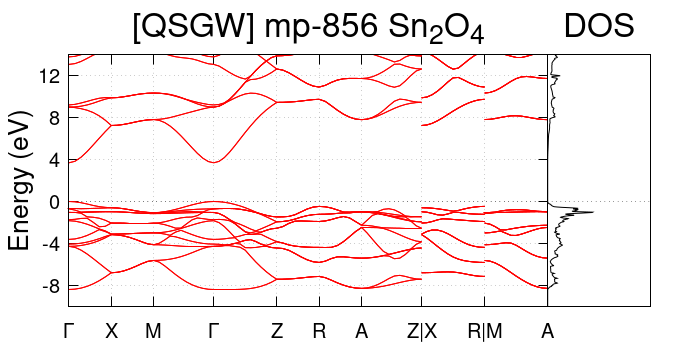 [QSGW] mp-856 Sn₂O₄ DOS
Energy (eV)
12
8
4
0
-4
-8
Γ X M Γ Z R A Z|X R|M A